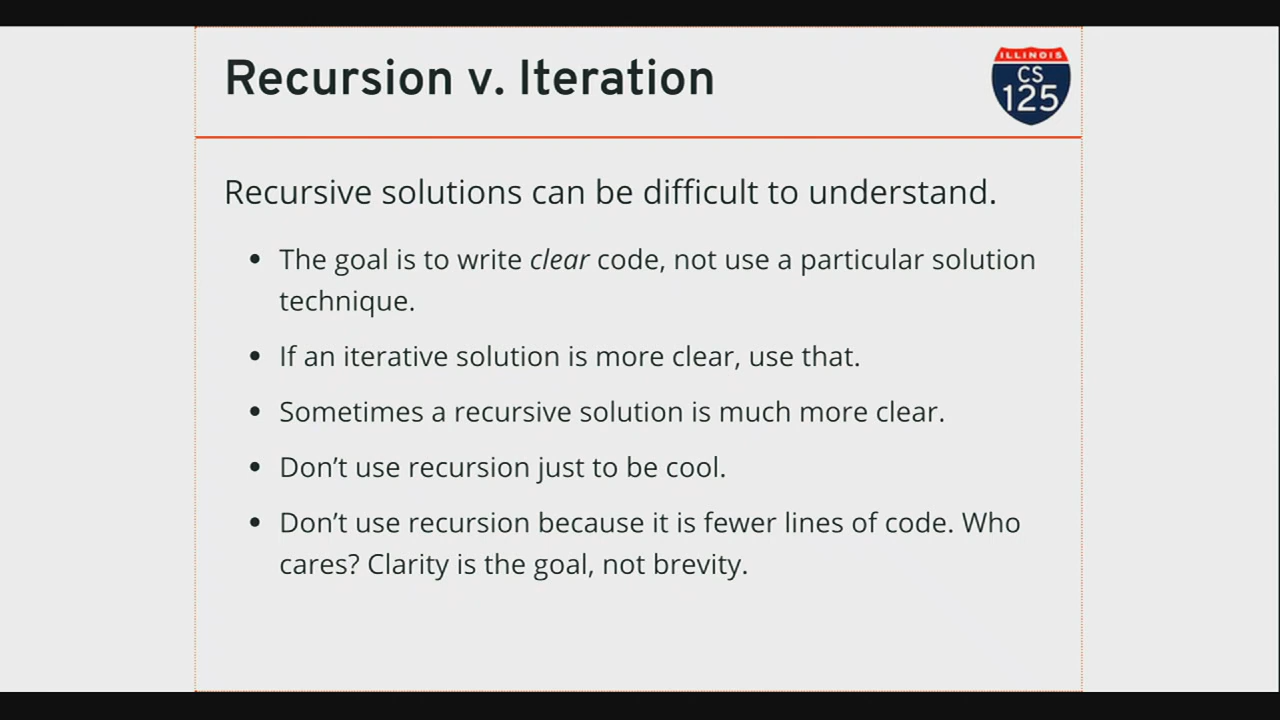 Recursion v. Iteration
ILLINOIS
CS
125
Recursive solutions can be difficult to understand.
• The goal is to write clear code, not use a particular solution
technique.
• If an iterative solution is more clear, use that.
• Sometimes a recursive solution is much more clear.
• Don’t use recursion just to be cool.
• Don’t use recursion because it is fewer lines of code. Who
cares? Clarity is the goal, not brevity.